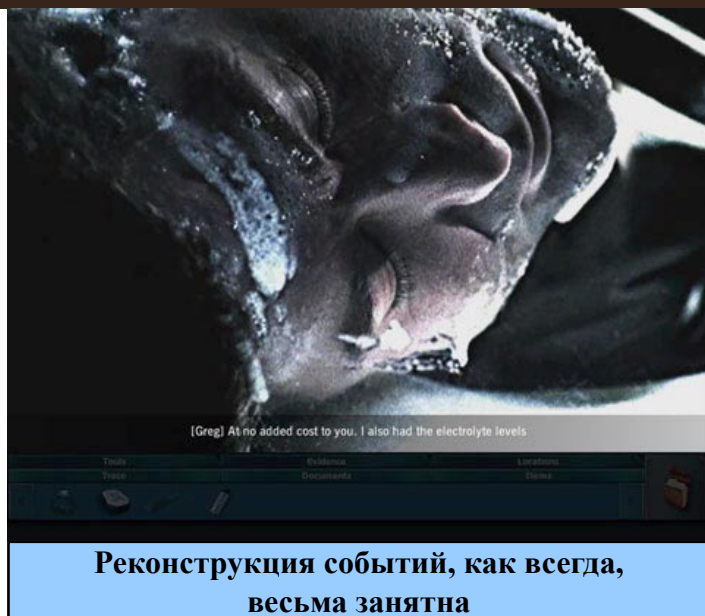 [Greg] At no added cost to you. I also had the electrolyte levels
Tools Evidence Locations
Trace Documents Items
Реконструкция событий, как всегда,
весьма занятна